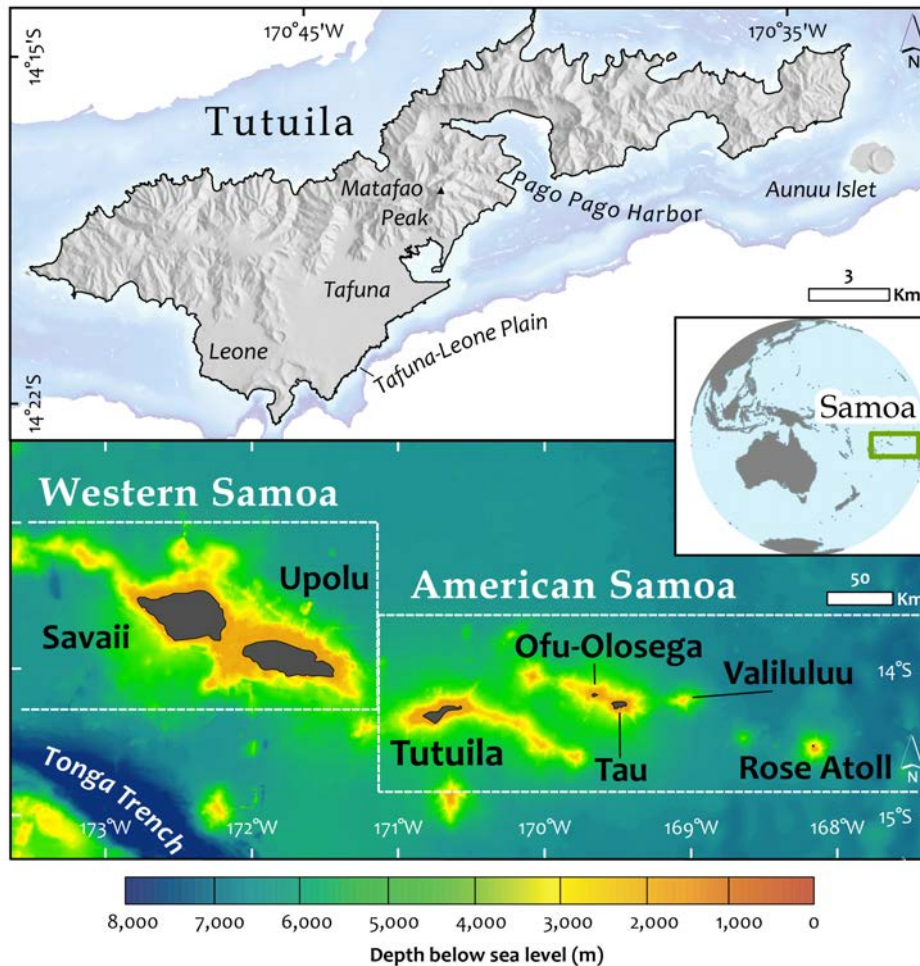 170°45'W
170°35'W
14°15'S
N
Tutuila
Matafao
Peak
Pago Pago Harbor
Aunuu Islet
Tafuna
3
Km
Leone
Tafuna-Leone Plain
14°22'S
Samoa
Western Samoa
Upolu
American Samoa
50
Km
Savaii
Ofu-Olosega
Valiluluu
14°S
Tutuila
Tau
Rose Atoll
N
Tonga Trench
173°W
172°W
171°W
170°W
169°W
168°W
15°S
8,000
7,000
6,000
5,000
4,000
3,000
2,000
1,000
0
Depth below sea level (m)